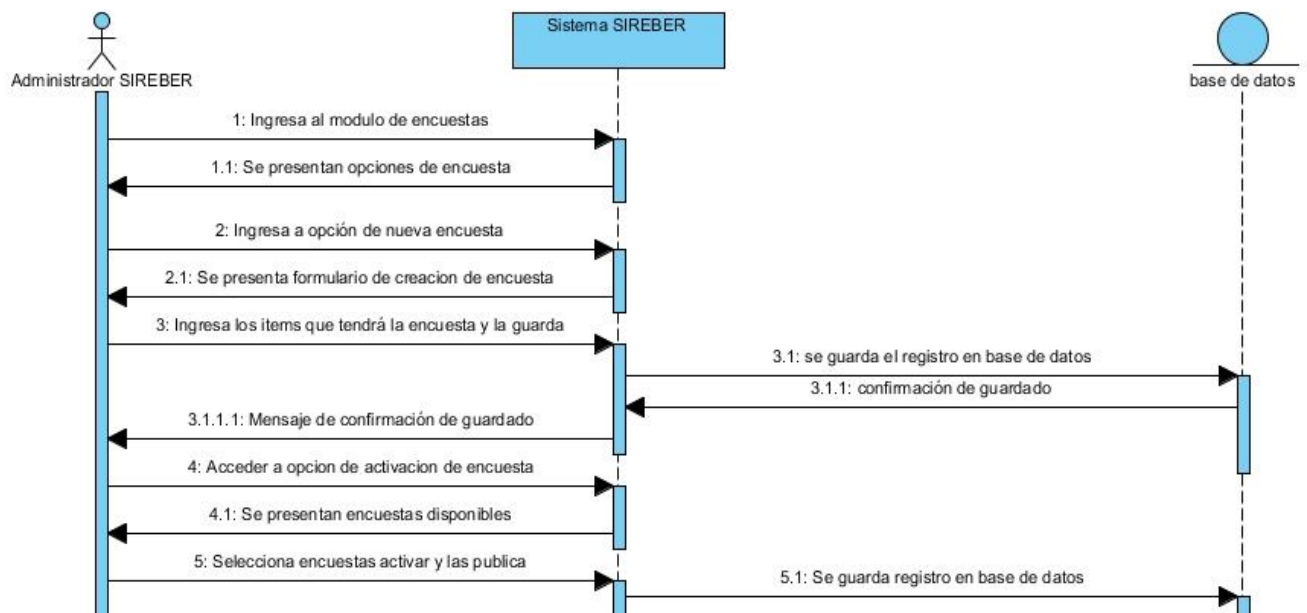 Sistema SIREBER
Administrador SIREBER
base de datos
1: Ingresa al modulo de encuestas
1.1: Se presentan opciones de encuesta
2: Ingresa a opción de nueva encuesta
2.1: Se presenta formulario de creacion de encuesta
3: Ingresa los items que tendrá la encuesta y la guarda
3.1: se guarda el registro en base de datos
3.1.1: confirmación de guardado
3.1.1.1: Mensaje de confirmación de guardado
4: Acceder a opcion de activacion de encuesta
4.1: Se presentan encuestas disponibles
5: Selecciona encuestas activar y las publica
5.1: Se guarda registro en base de datos